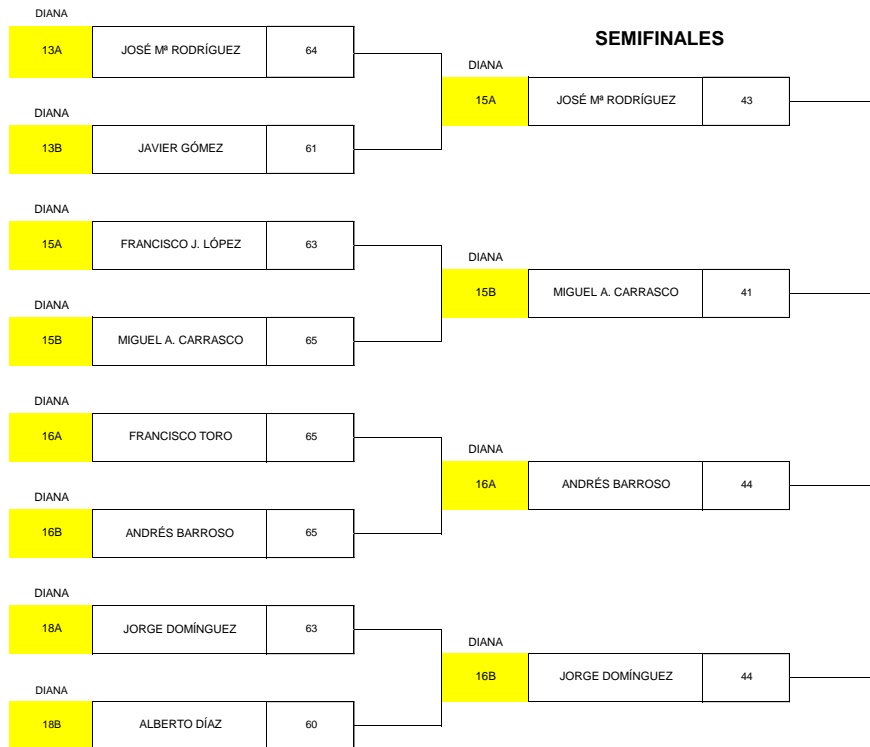 DIANA
13A JOSÉ Mª RODRÍGUEZ 64
DIANA
13B JAVIER GÓMEZ 61
DIANA
15A FRANCISCO J. LÓPEZ 63
DIANA
15B MIGUEL A. CARRASCO 65
DIANA
16A FRANCISCO TORO 65
DIANA
16B ANDRÉS BARROSO 65
DIANA
18A JORGE DOMÍNGUEZ 63
DIANA
18B ALBERTO DÍAZ 60
SEMIFINALES
DIANA
15A JOSÉ Mª RODRÍGUEZ 43
DIANA
15B MIGUEL A. CARRASCO 41
DIANA
16A ANDRÉS BARROSO 44
DIANA
16B JORGE DOMÍNGUEZ 44